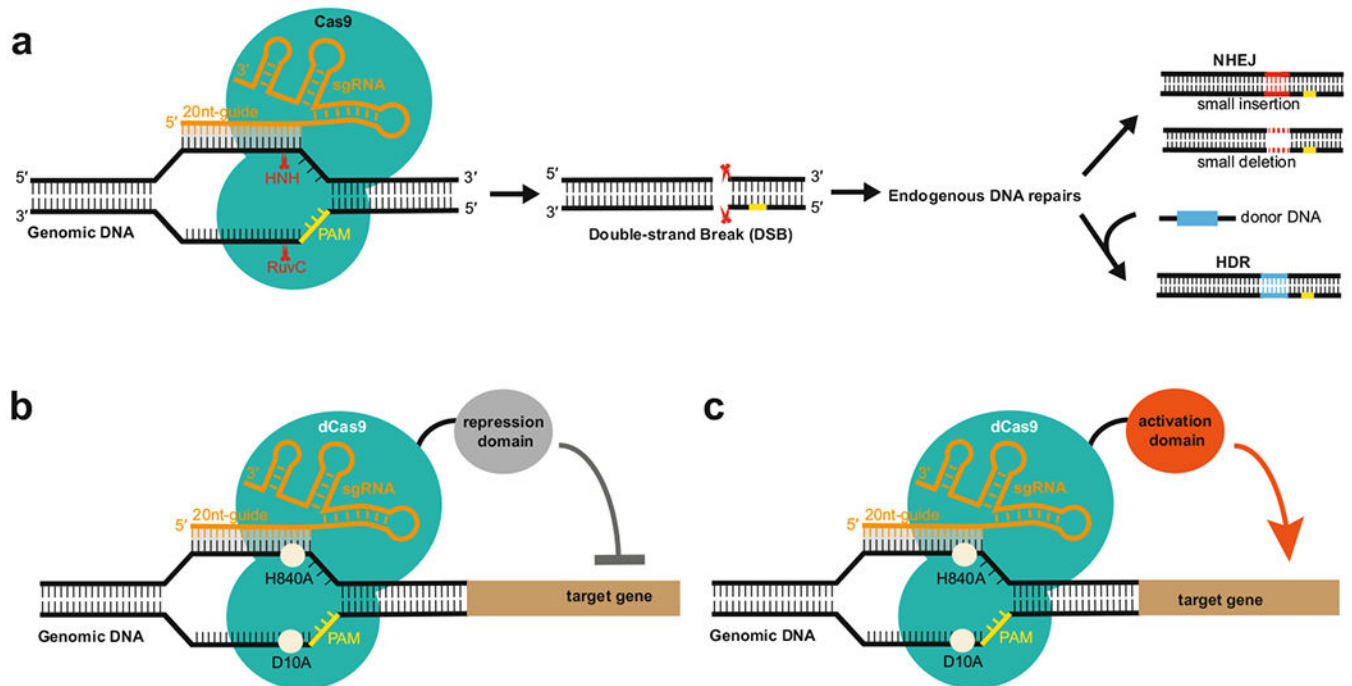 a
Cas9
3′
sgRNA
20nt-guide
5′
HNH
5′
3′
3′
5′
Genomic DNA
PAM
RuvC
5′
3′
3′
5′
Double-strand Break (DSB)
Endogenous DNA repairs
NHEJ
small insertion
small deletion
donor DNA
HDR
b
dCas9
repression
domain
3′
sgRNA
5′ 20nt-guide
H840A
target gene
Genomic DNA
PAM
D10A
c
dCas9
activation
domain
3′
sgRNA
5′ 20nt-guide
H840A
target gene
Genomic DNA
PAM
D10A